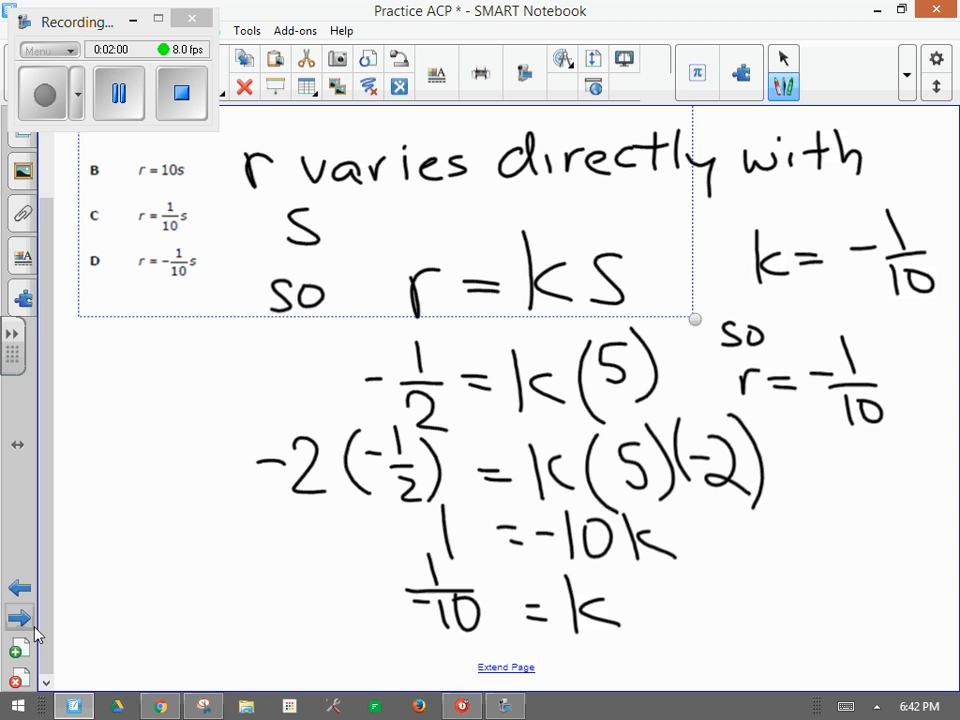 Recording...
Practice ACP * - SMART Notebook
Tools Add-ons Help
Menu 0:02:00 8.0 fps
B r = 10s
C r = 1/10 s
D r = - 1/10 s
r varies directly with
s
so r = ks
k = - 1/10
- 1/2 = k(5)
so
r = - 1/10
-2(- 1/2) = k(5)(-2)
1 = -10k
1/-10 = k
Extend Page
6:42 PM